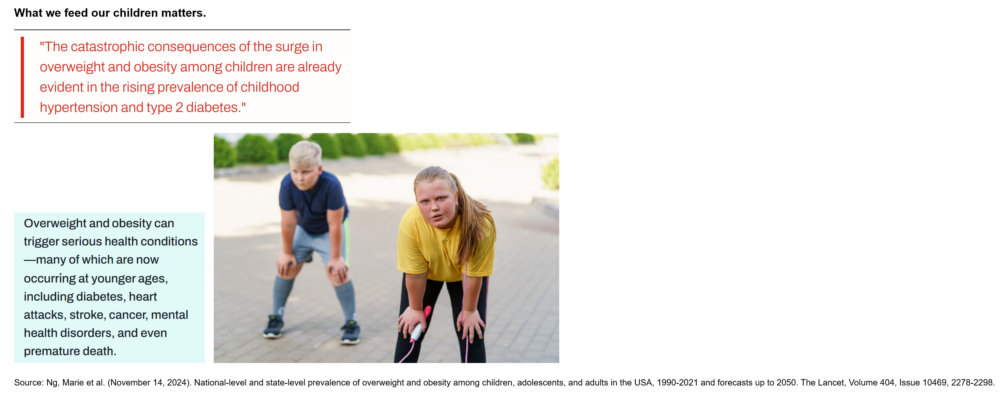 What we feed our children matters.
"The catastrophic consequences of the surge in
overweight and obesity among children are already
evident in the rising prevalence of childhood
hypertension and type 2 diabetes."
Overweight and obesity can
trigger serious health conditions
—many of which are now
occurring at younger ages,
including diabetes, heart
attacks, stroke, cancer, mental
health disorders, and even
premature death.
Source: Ng, Marie et al. (November 14, 2024). National-level and state-level prevalence of overweight and obesity among children, adolescents, and adults in the USA, 1990-2021 and forecasts up to 2050. The Lancet, Volume 404, Issue 10469, 2278-2298.